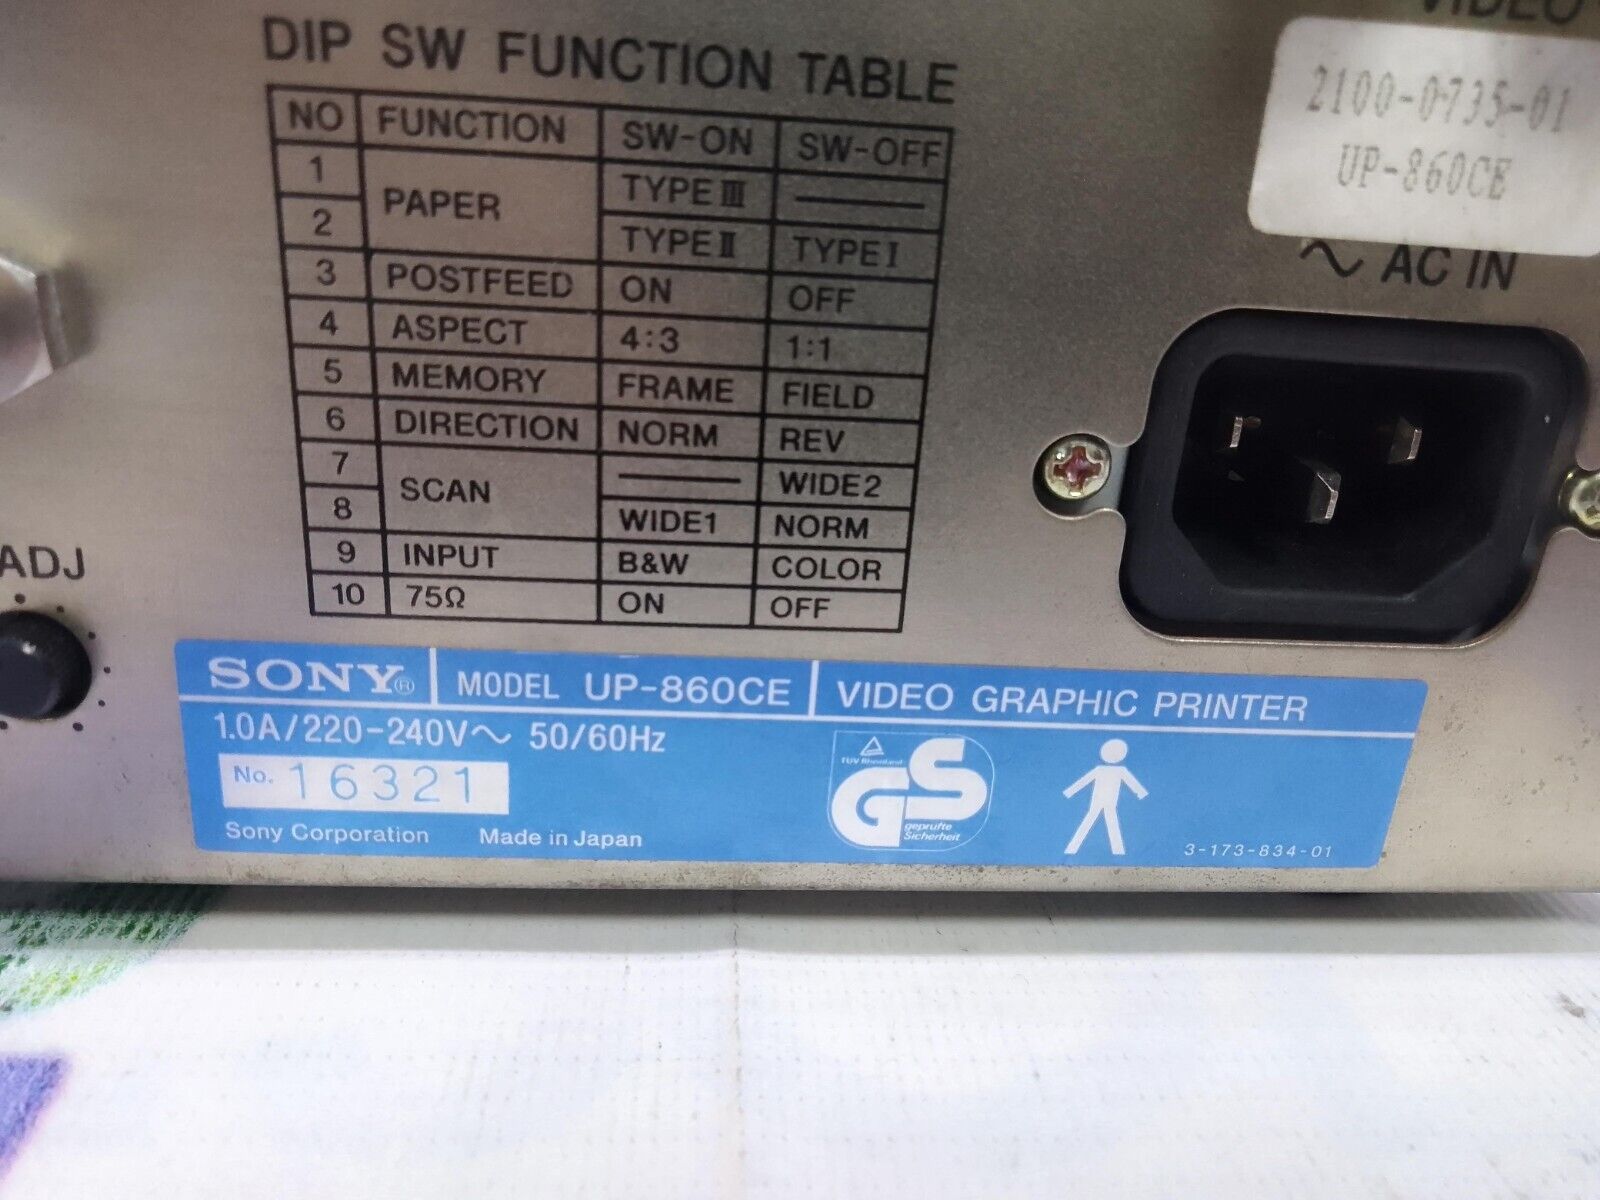 VIDEO
2100-0735-01
UP-860CE
AC IN
DIP SW FUNCTION TABLE
NO FUNCTION SW-ON SW-OFF
1 PAPER TYPE III ——
2 TYPE II TYPE I
3 POSTFEED ON OFF
4 ASPECT 4:3 1:1
5 MEMORY FRAME FIELD
6 DIRECTION NORM REV
7 SCAN —— WIDE2
8 WIDE1 NORM
9 INPUT B&W COLOR
10 75Ω ON OFF
ADJ
SONY® MODEL UP-860CE VIDEO GRAPHIC PRINTER
1.0A/220-240V~ 50/60Hz
No. 16321
Sony Corporation Made in Japan
TÜV Rheinland
GS
geprüfte
Sicherheit
3-173-834-01